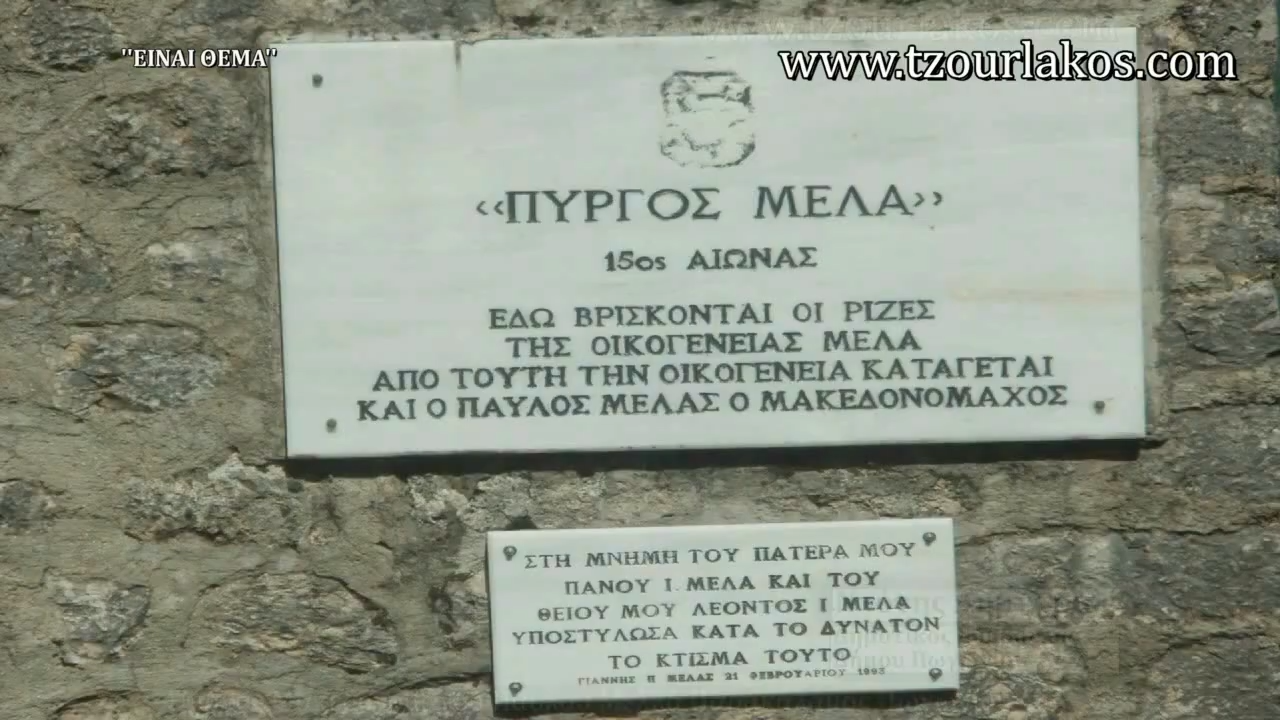 "ΕΙΝΑΙ ΘΕΜΑ"
www.tzourlakos.com
‹‹ΠΥΡΓΟΣ ΜΕΛΑ››
15os ΑΙΩΝΑΣ
ΕΔΩ ΒΡΙΣΚΟΝΤΑΙ ΟΙ ΡΙΖΕΣ
ΤΗΣ ΟΙΚΟΓΕΝΕΙΑΣ ΜΕΛΑ
ΑΠΟ ΤΟΥΤΗ ΤΗΝ ΟΙΚΟΓΕΝΕΙΑ ΚΑΤΑΓΕΤΑΙ
ΚΑΙ Ο ΠΑΥΛΟΣ ΜΕΛΑΣ Ο ΜΑΚΕΔΟΝΟΜΑΧΟΣ
ΣΤΗ ΜΝΗΜΗ ΤΟΥ ΠΑΤΕΡΑ ΜΟΥ
ΠΑΝΟΥ Ι. ΜΕΛΑ ΚΑΙ ΤΟΥ
ΘΕΙΟΥ ΜΟΥ ΛΕΟΝΤΟΣ Ι ΜΕΛΑ
ΥΠΟΣΤΥΛΩΣΑ ΚΑΤΑ ΤΟ ΔΥΝΑΤΟΝ
ΤΟ ΚΤΙΣΜΑ ΤΟΥΤΟ
ΓΙΑΝΝΗΣ Π ΜΕΛΑΣ 21 ΦΕΒΡΟΥΑΡΙΟΥ 1993